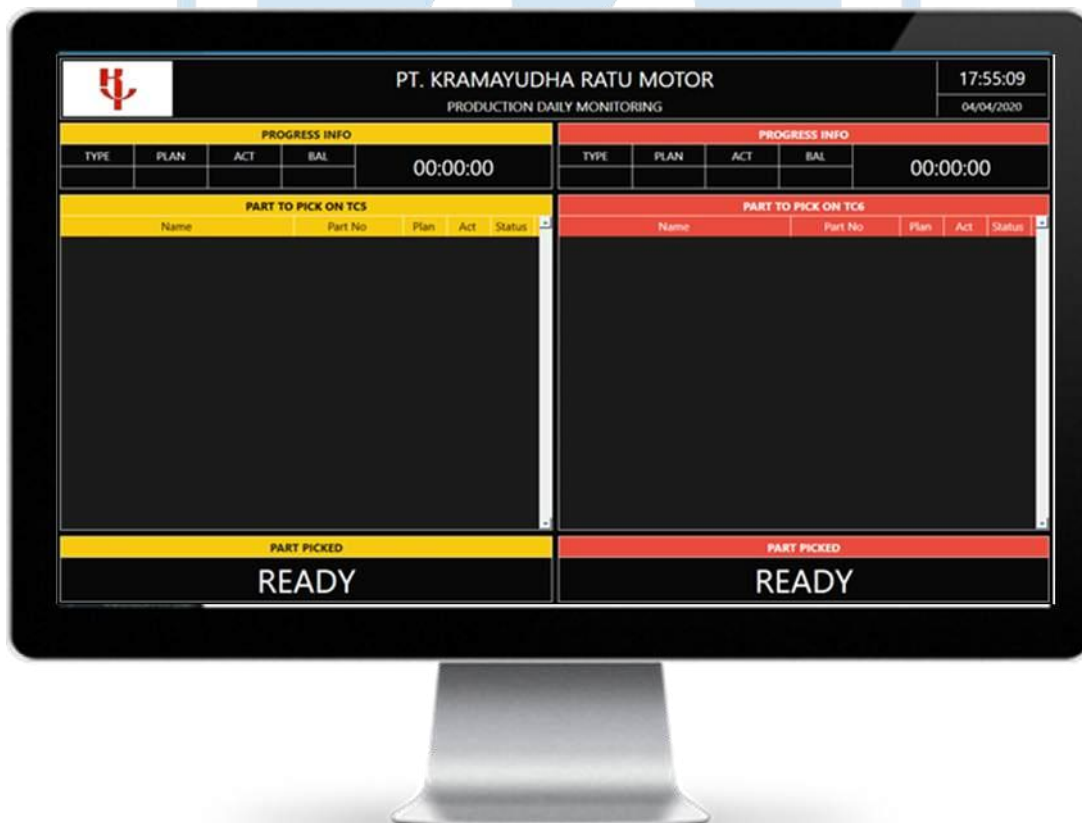 PT. KRAMAYUDHA RATU MOTOR
PRODUCTION DAILY MONITORING
17:55:09
04/04/2020
PROGRESS INFO
TYPE PLAN ACT BAL
00:00:00
PART TO PICK ON TC5
Name Part No Plan Act Status
PART PICKED
READY
PROGRESS INFO
TYPE PLAN ACT BAL
00:00:00
PART TO PICK ON TC6
Name Part No Plan Act Status
PART PICKED
READY